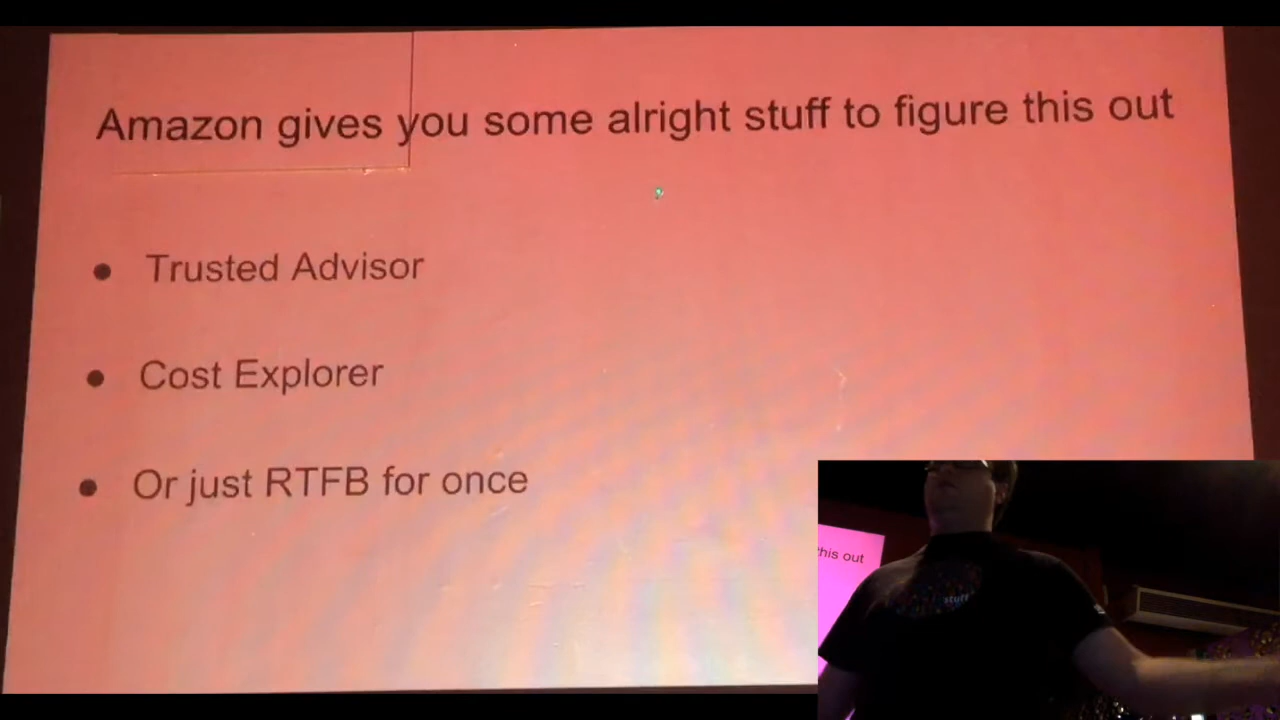 Amazon gives you some alright stuff to figure this out
Trusted Advisor
Cost Explorer
Or just RTFB for once
this out
stuff